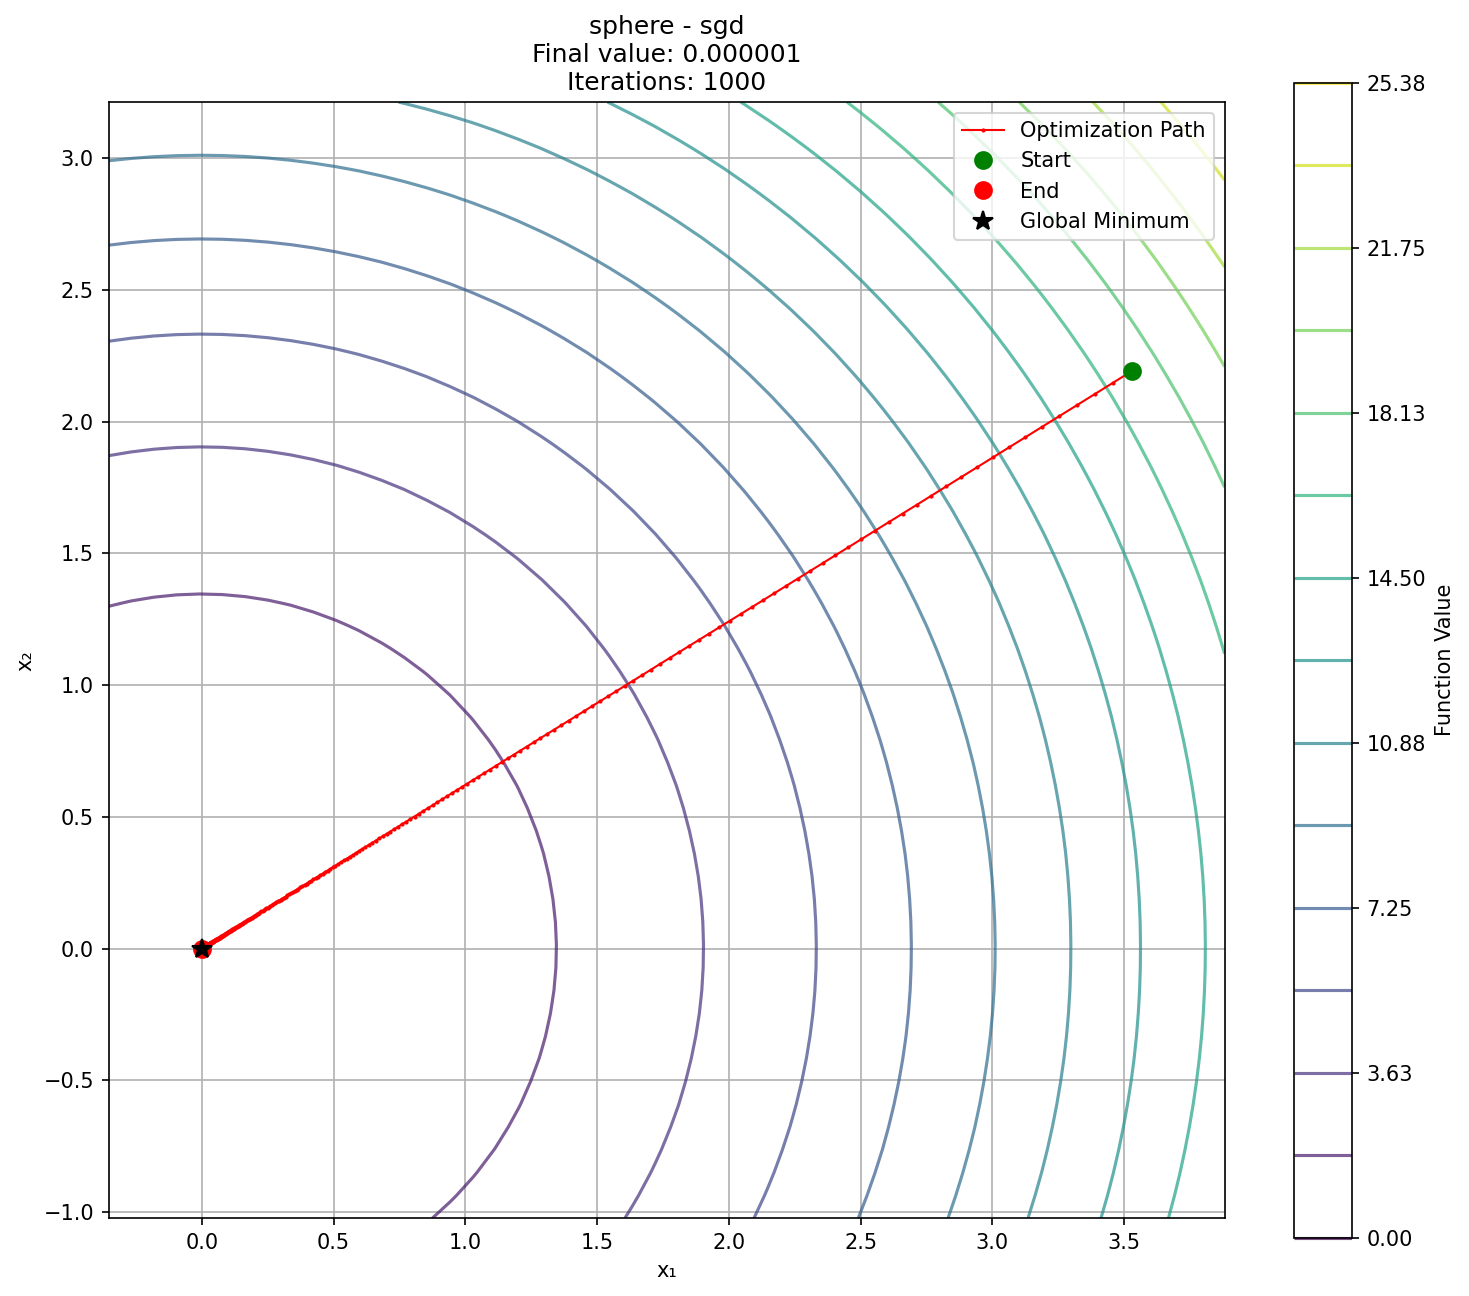 sphere - sgd
Final value: 0.000001
Iterations: 1000
Optimization Path
Start
End
Global Minimum
3.0
2.5
2.0
1.5
1.0
0.5
0.0
−0.5
−1.0
x₂
0.0 0.5 1.0 1.5 2.0 2.5 3.0 3.5
x₁
25.38
21.75
18.13
14.50
10.88
7.25
3.63
0.00
Function Value